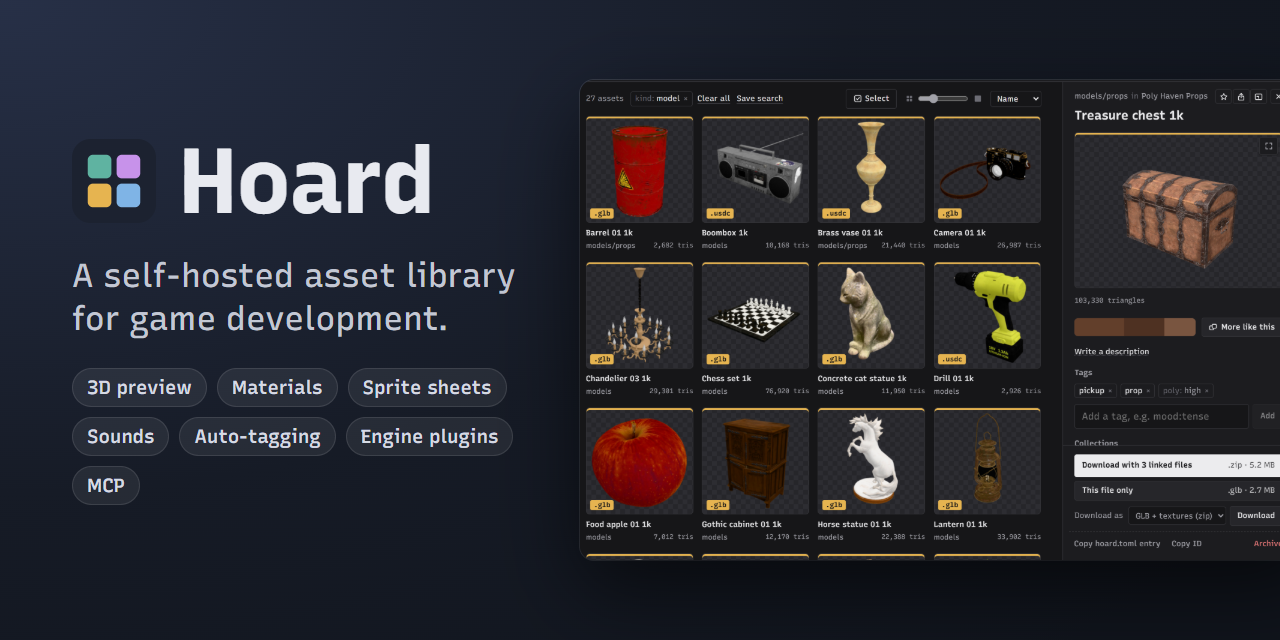 Hoard
A self-hosted asset library
for game development.
3D preview
Materials
Sprite sheets
Sounds
Auto-tagging
Engine plugins
MCP
27 assets
kind: model ×
Clear all
Save search
Select
Name
.glb
Barrel 01 1k
models/props
2,682 tris
.usdc
Boombox 1k
models
10,168 tris
.usdc
Brass vase 01 1k
models/props
21,440 tris
.glb
Camera 01 1k
models
26,987 tris
.glb
Chandelier 03 1k
models
29,301 tris
.glb
Chess set 1k
models
76,920 tris
.glb
Concrete cat statue 1k
models
11,950 tris
.usdc
Drill 01 1k
models
2,926 tris
.glb
Food apple 01 1k
models
7,012 tris
.glb
Gothic cabinet 01 1k
models
12,170 tris
.glb
Horse statue 01 1k
models
22,388 tris
.glb
Lantern 01 1k
models
33,902 tris
models/props in Poly Haven Props
Treasure chest 1k
103,330 triangles
More like this
Write a description
Tags
pickup ×
prop ×
poly: high ×
Add a tag, e.g. mood:tense
Add
Collections
Download with 3 linked files
.zip · 5.2 MB
This file only
.glb · 2.7 MB
Download as
GLB + textures (zip)
Download
Copy hoard.toml entry
Copy ID
Archive